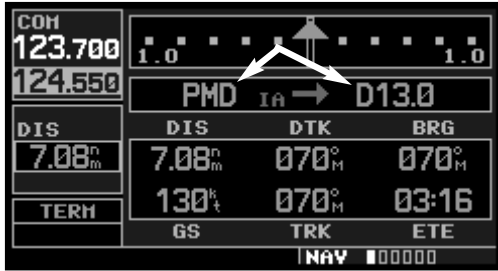 COM
123.700
124.550
1.0 1.0
PMD IA → D13.0
DIS DIS DTK BRG
7.08nm 7.08nm 070°M 070°M
TERM 130kt 070°M 03:16
GS TRK ETE
NAV